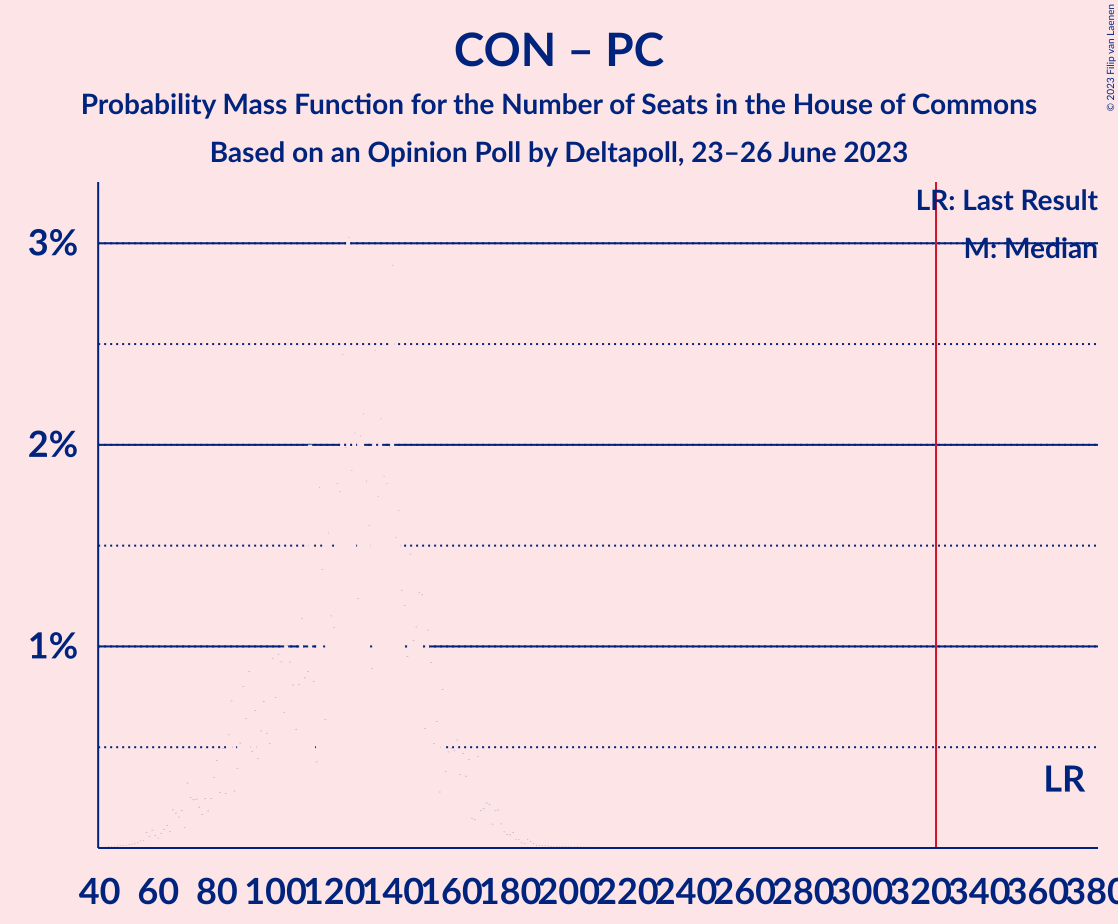 CON – PC
Probability Mass Function for the Number of Seats in the House of Commons
Based on an Opinion Poll by Deltapoll, 23–26 June 2023
© 2023 Filip van Laenen
LR: Last Result
M: Median
3%
2%
1%
LR
40 60 80 100 120 140 160 180 200 220 240 260 280 300 320 340 360 380